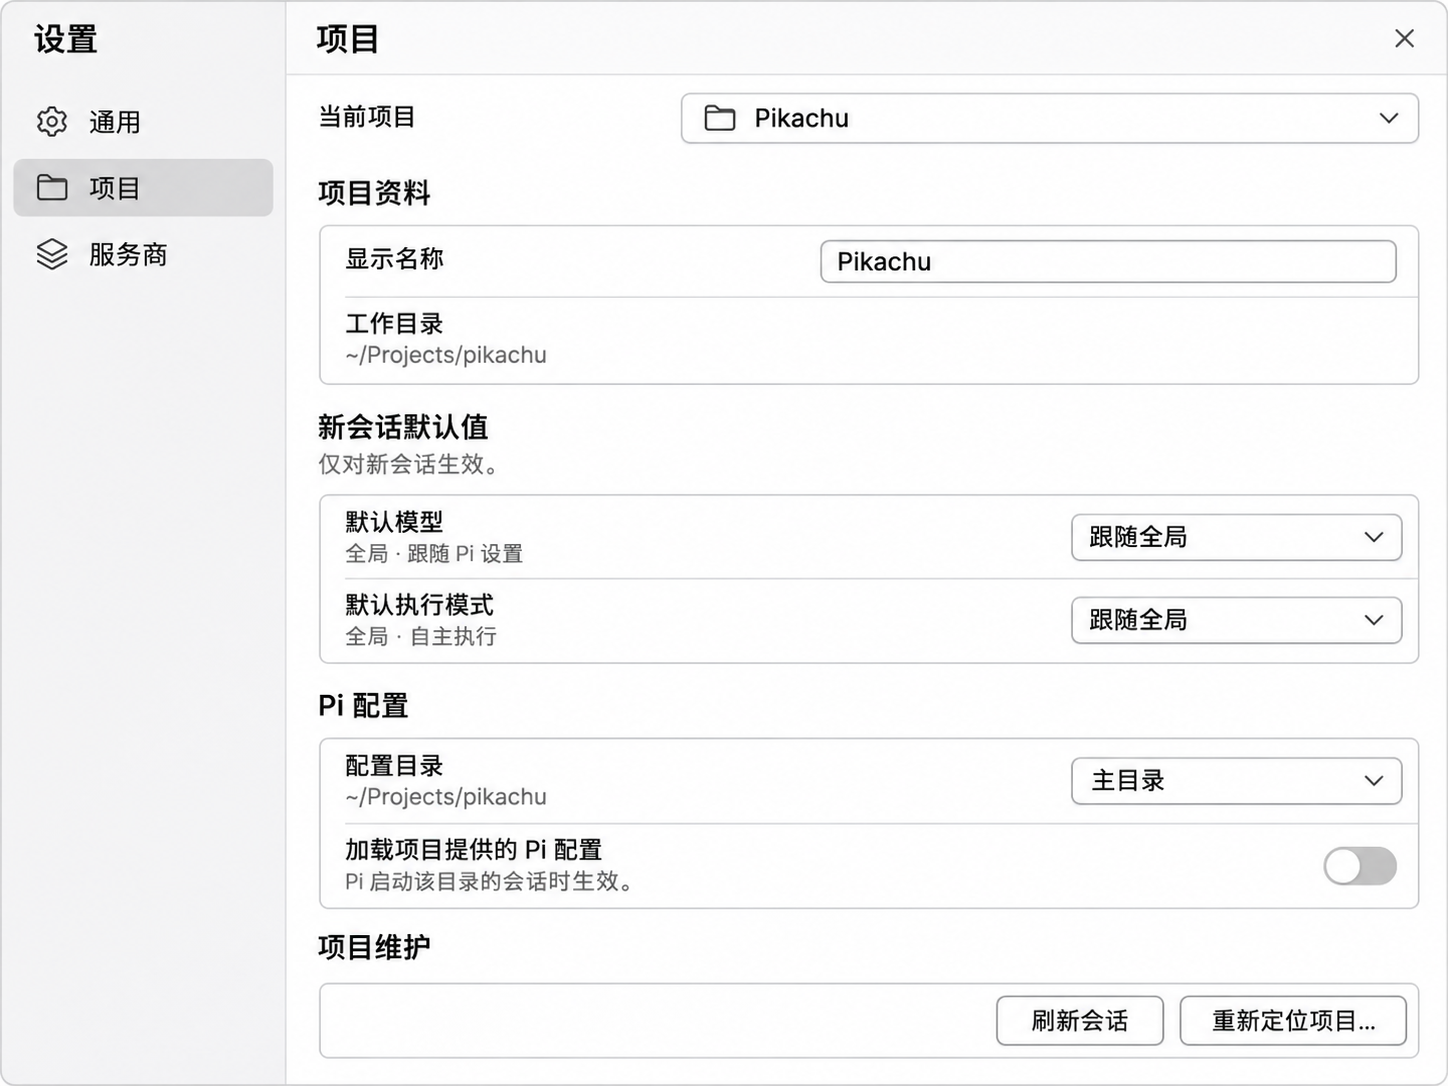 设置
通用
项目
服务商
项目
当前项目
Pikachu
项目资料
显示名称
Pikachu
工作目录
~/Projects/pikachu
新会话默认值
仅对新会话生效。
默认模型
全局 · 跟随 Pi 设置
跟随全局
默认执行模式
全局 · 自主执行
跟随全局
Pi 配置
配置目录
~/Projects/pikachu
主目录
加载项目提供的 Pi 配置
Pi 启动该目录的会话时生效。
项目维护
刷新会话
重新定位项目...